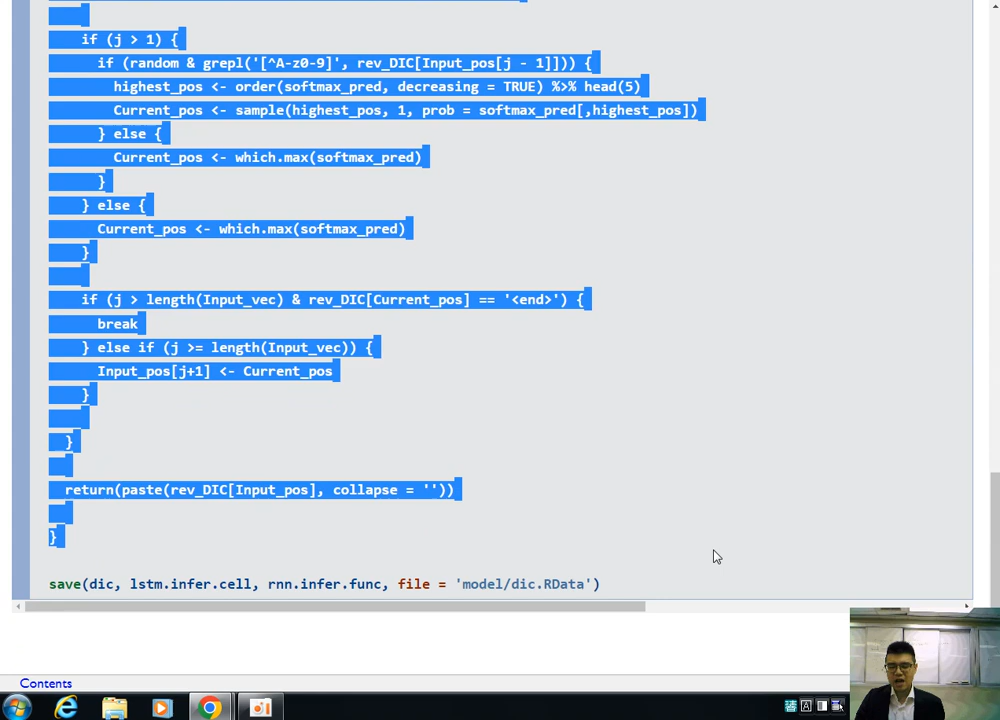 if (j > 1) {
if (random & grepl('[^A-z0-9]', rev_DIC[Input_pos[j - 1]])) {
highest_pos <- order(softmax_pred, decreasing = TRUE) %>% head(5)
Current_pos <- sample(highest_pos, 1, prob = softmax_pred[,highest_pos])
} else {
Current_pos <- which.max(softmax_pred)
}
} else {
Current_pos <- which.max(softmax_pred)
}
if (j > length(Input_vec) & rev_DIC[Current_pos] == '<end>') {
break
} else if (j >= length(Input_vec)) {
Input_pos[j+1] <- Current_pos
}
}
return(paste(rev_DIC[Input_pos], collapse = ''))
}
save(dic, lstm.infer.cell, rnn.infer.func, file = 'model/dic.RData')
Contents